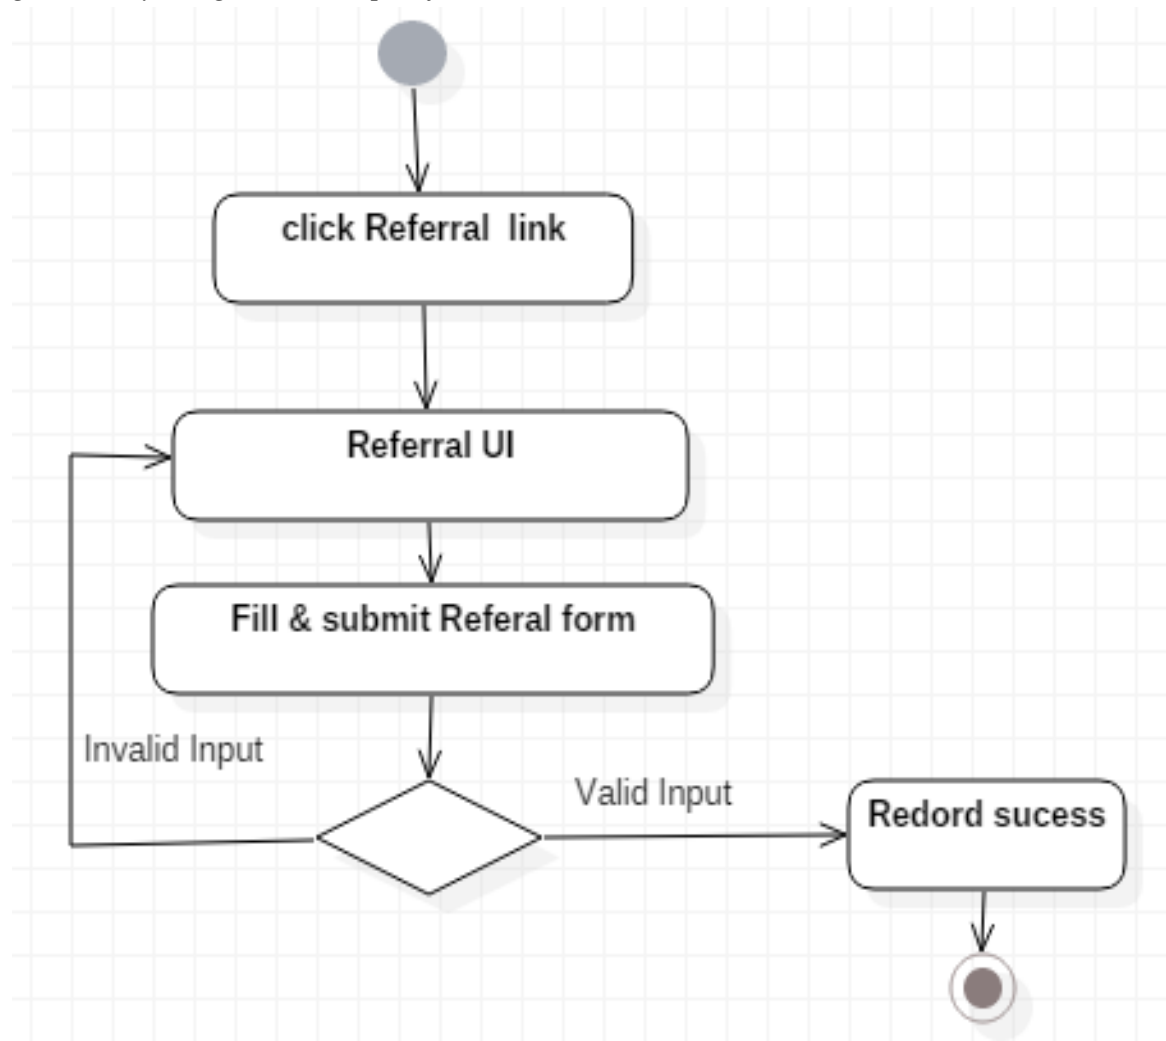 click Referral link
Referral UI
Fill & submit Referal form
Invalid Input
Valid Input
Redord sucess